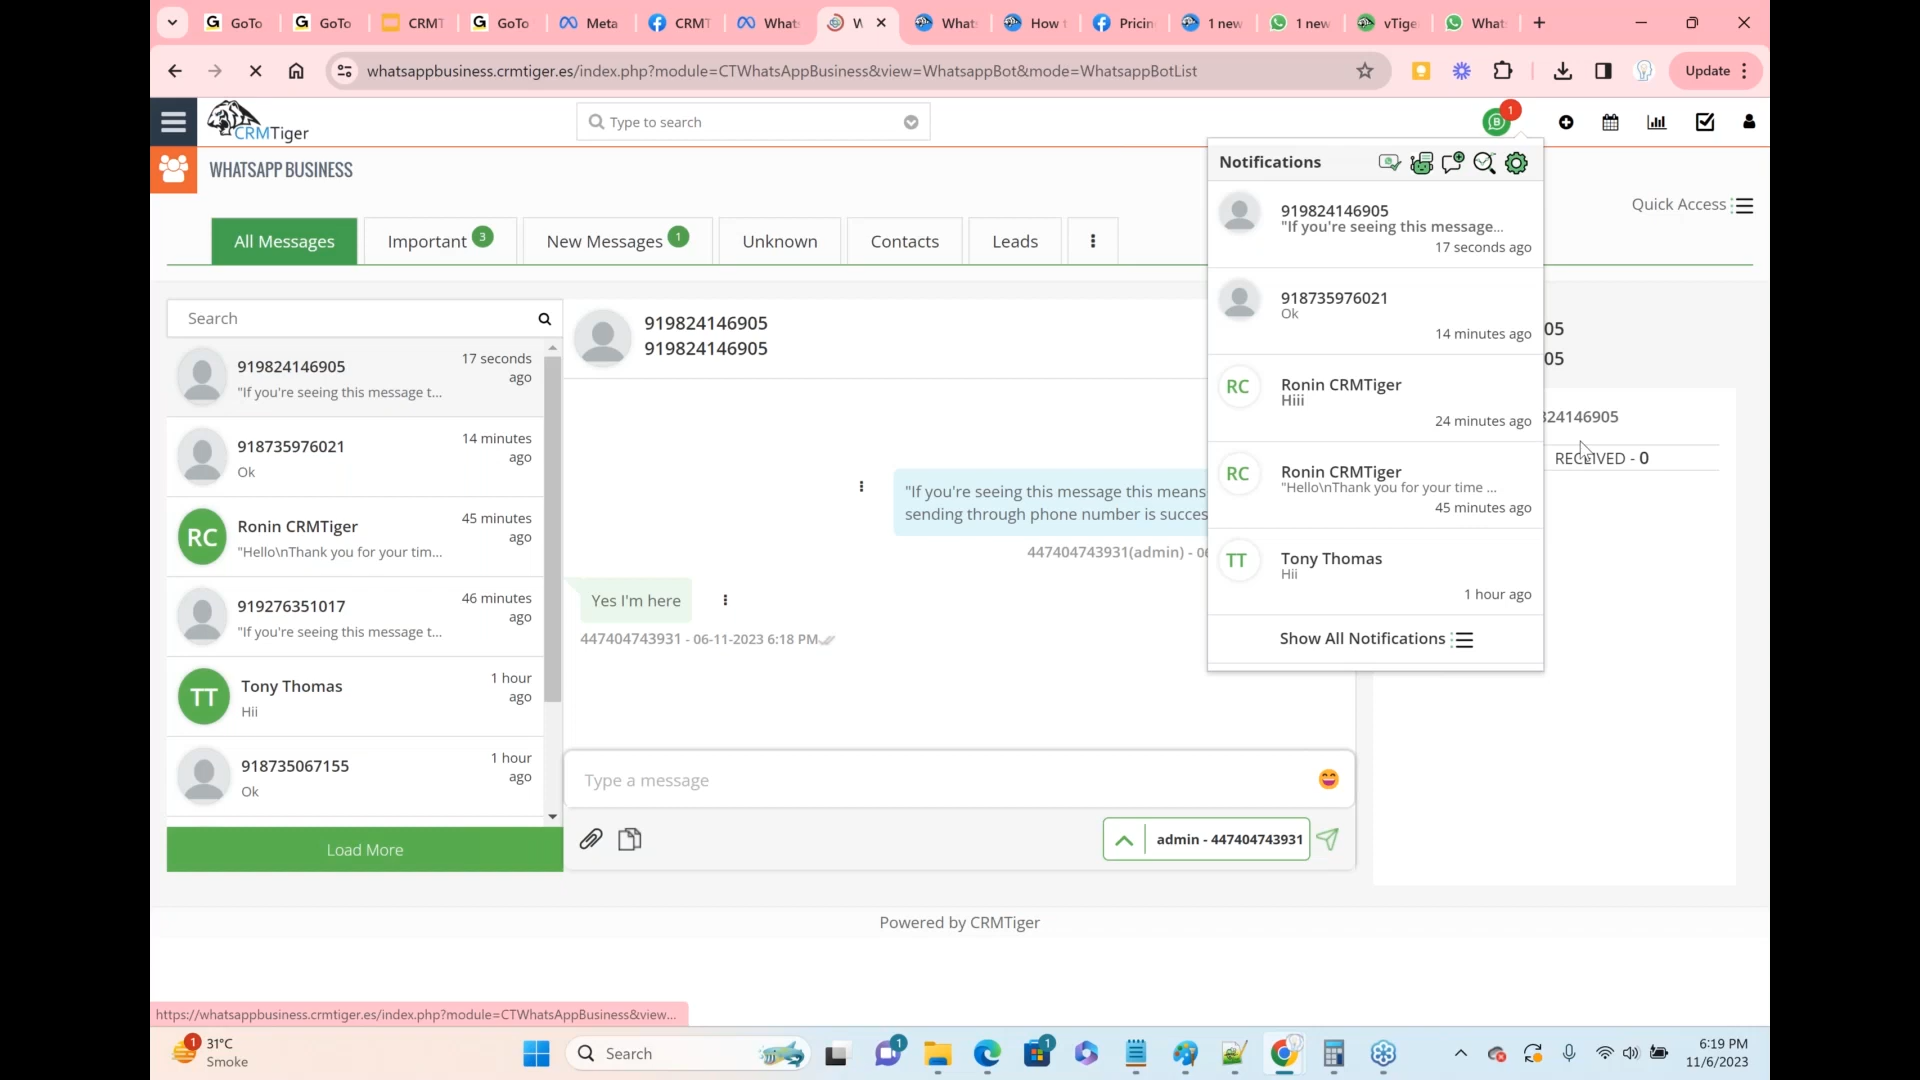 GoTo
GoTo
CRMT
GoTo
Meta
CRMT
Whats
W
What
How t
Pricin
1 new
1 new
vTige
What
whatsappbusiness.crmtiger.es/index.php?module=CTWhatsAppBusiness&view=WhatsappBot&mode=WhatsappBotList
Update
CRMTiger
Type to search
B
1
WHATSAPP BUSINESS
Quick Access
All Messages
Important 3
New Messages 1
Unknown
Contacts
Leads
Search
919824146905
17 seconds ago
"If you're seeing this message t...
918735976021
14 minutes ago
Ok
RC
Ronin CRMTiger
45 minutes ago
"Hello\nThank you for your tim...
919276351017
46 minutes ago
"If you're seeing this message t...
TT
Tony Thomas
1 hour ago
Hii
918735067155
1 hour ago
Ok
Load More
919824146905
919824146905
"If you're seeing this message this means
sending through phone number is succes
447404743931(admin) - 06
Yes I'm here
447404743931 - 06-11-2023 6:18 PM
Type a message
admin - 447404743931
Notifications
919824146905
"If you're seeing this message...
17 seconds ago
918735976021
Ok
14 minutes ago
RC
Ronin CRMTiger
Hiii
24 minutes ago
RC
Ronin CRMTiger
"Hello\nThank you for your time ...
45 minutes ago
TT
Tony Thomas
Hii
1 hour ago
Show All Notifications
05
05
824146905
RECEIVED - 0
Powered by CRMTiger
https://whatsappbusiness.crmtiger.es/index.php?module=CTWhatsAppBusiness&view...
1
31°C
Smoke
Search
1
1
6:19 PM
11/6/2023